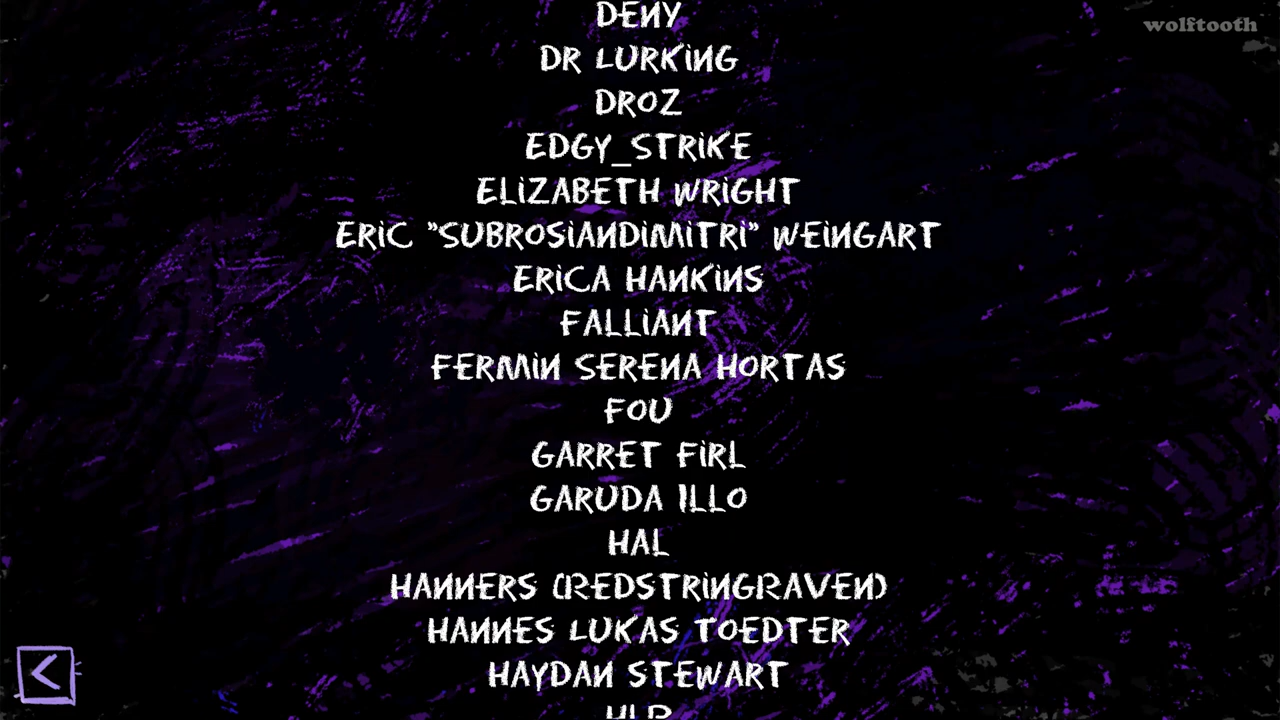 DENY
wolftooth
DR LURKING
DROZ
EDGY_STRIKE
ELIZABETH WRIGHT
ERIC "SUBROSIANDIMITRI" WEINGART
ERICA HANKINS
FALLIANT
FERMIN SERENA HORTAS
FOU
GARRET FIRL
GARUDA ILLO
HAL
HANNERS (REDSTRINGRAVEN)
HANNES LUKAS TOEDTER
HAYDAN STEWART